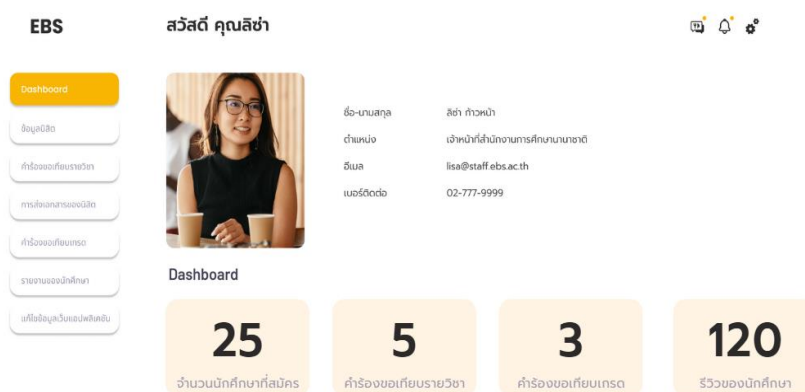 EBS
สวัสดี คุณลิซ่า
Dashboard
ข้อมูลนิสิต
คำร้องขอเทียบรายวิชา
การส่งเอกสารของนิสิต
คำร้องขอเทียบเกรด
รายงานของนักศึกษา
แก้ไขข้อมูลเว็บแอปพลิเคชัน
ชื่อ-นามสกุล ลิซ่า ก้าวหน้า
ตำแหน่ง เจ้าหน้าที่สำนักงานการศึกษานานาชาติ
อีเมล lisa@staff.ebs.ac.th
เบอร์ติดต่อ 02-777-9999
Dashboard
25
จำนวนนักศึกษาที่สมัคร
5
คำร้องขอเทียบรายวิชา
3
คำร้องขอเทียบเกรด
120
รีวิวของนักศึกษา